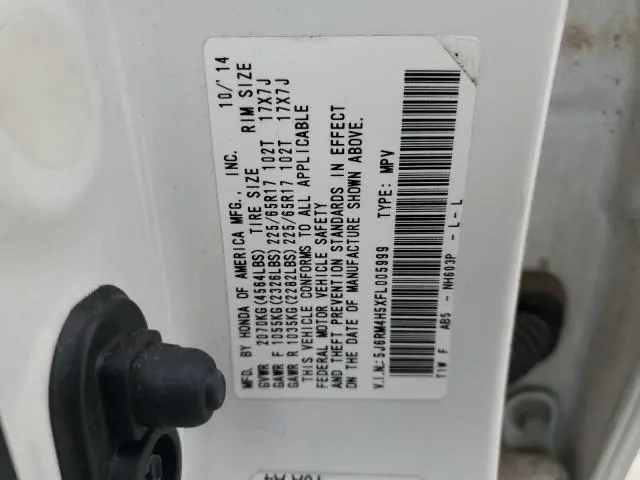 MFD. BY HONDA OF AMERICA MFG., INC. 10/'14
TIRE SIZE RIM SIZE
GVWR 2070KG(4564LBS)
GAWR F 1055KG(2326LBS) 225/65R17 102T 17X7J
GAWR R 1035KG(2282LBS) 225/65R17 102T 17X7J
THIS VEHICLE CONFORMS TO ALL APPLICABLE
FEDERAL MOTOR VEHICLE SAFETY
AND THEFT PREVENTION STANDARDS IN EFFECT
ON THE DATE OF MANUFACTURE SHOWN ABOVE.
V.I.N.:5J6RM4H5XFL005999 TYPE: MPV
T1W F AB5 - NH603P - L- L